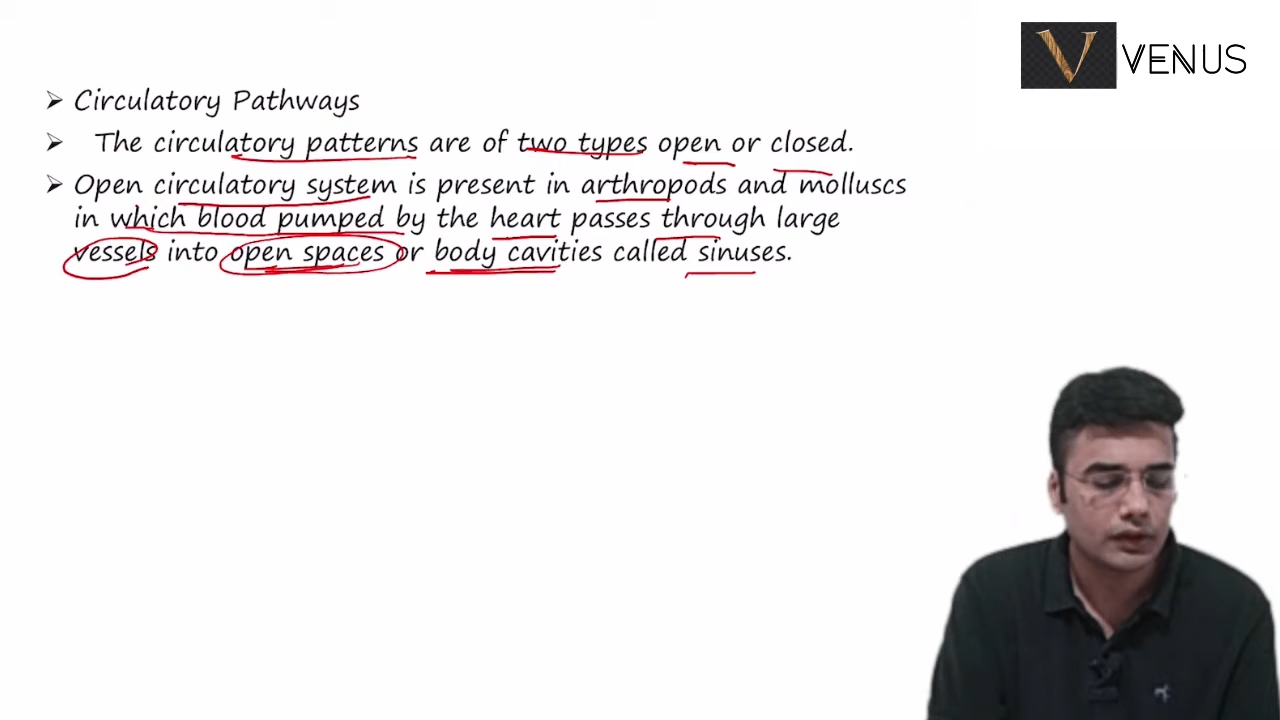 V VENUS
➢ Circulatory Pathways
➢ The circulatory patterns are of two types open or closed.
➢ Open circulatory system is present in arthropods and molluscs
in which blood pumped by the heart passes through large
vessels into open spaces or body cavities called sinuses.